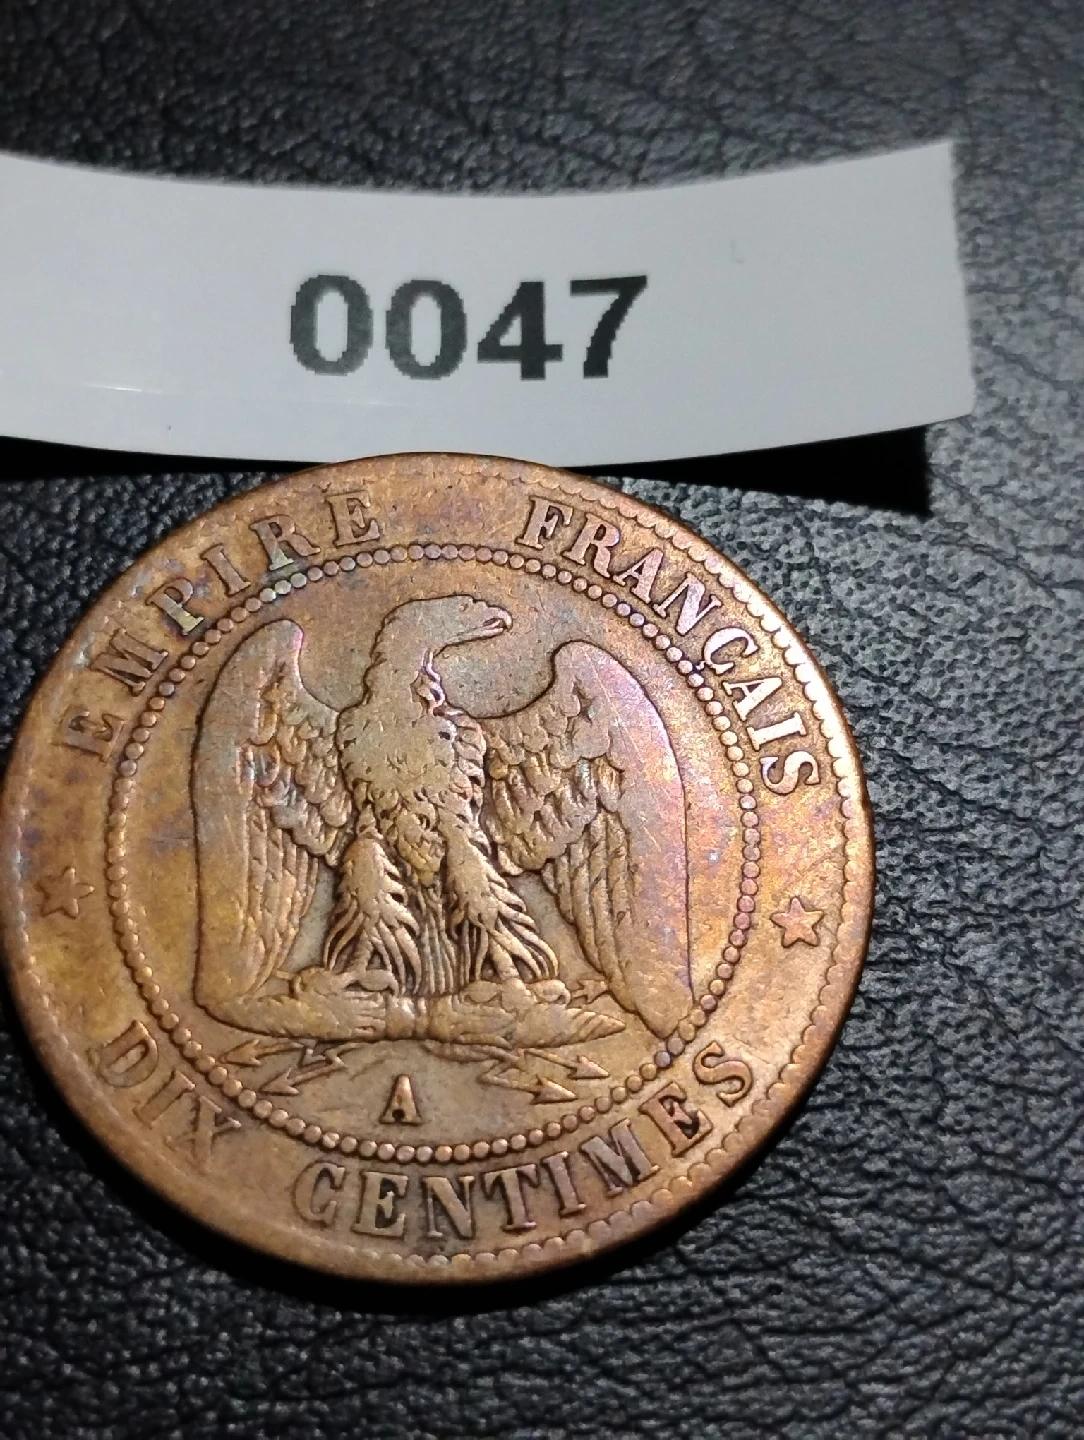 0047
EMPIRE FRANÇAIS
A
DIX CENTIMES